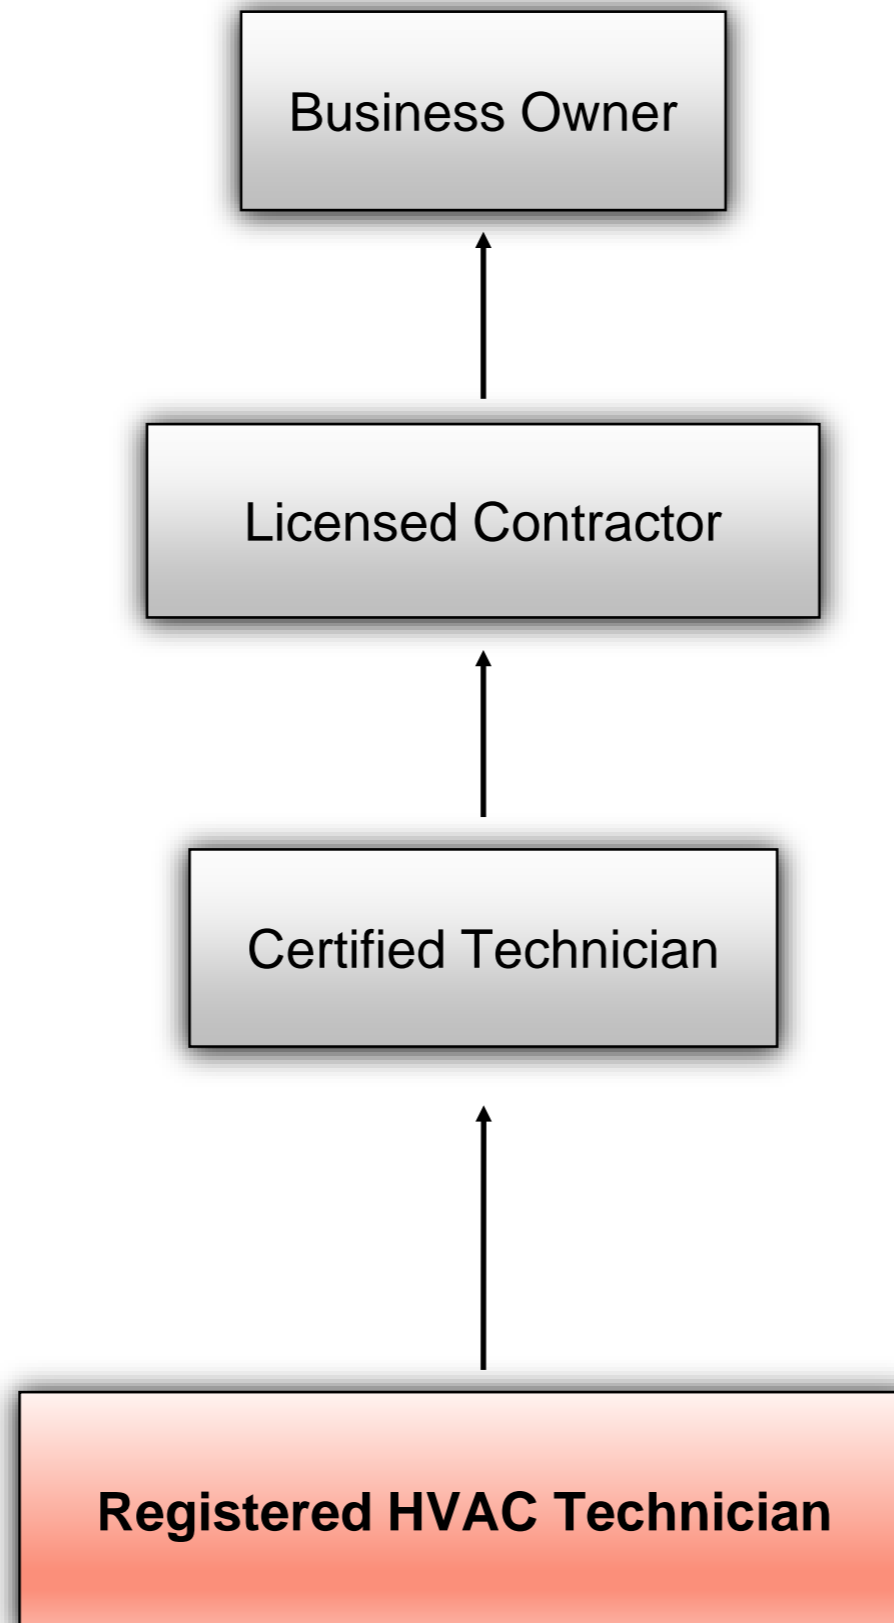 Business Owner
Licensed Contractor
Certified Technician
Registered HVAC Technician